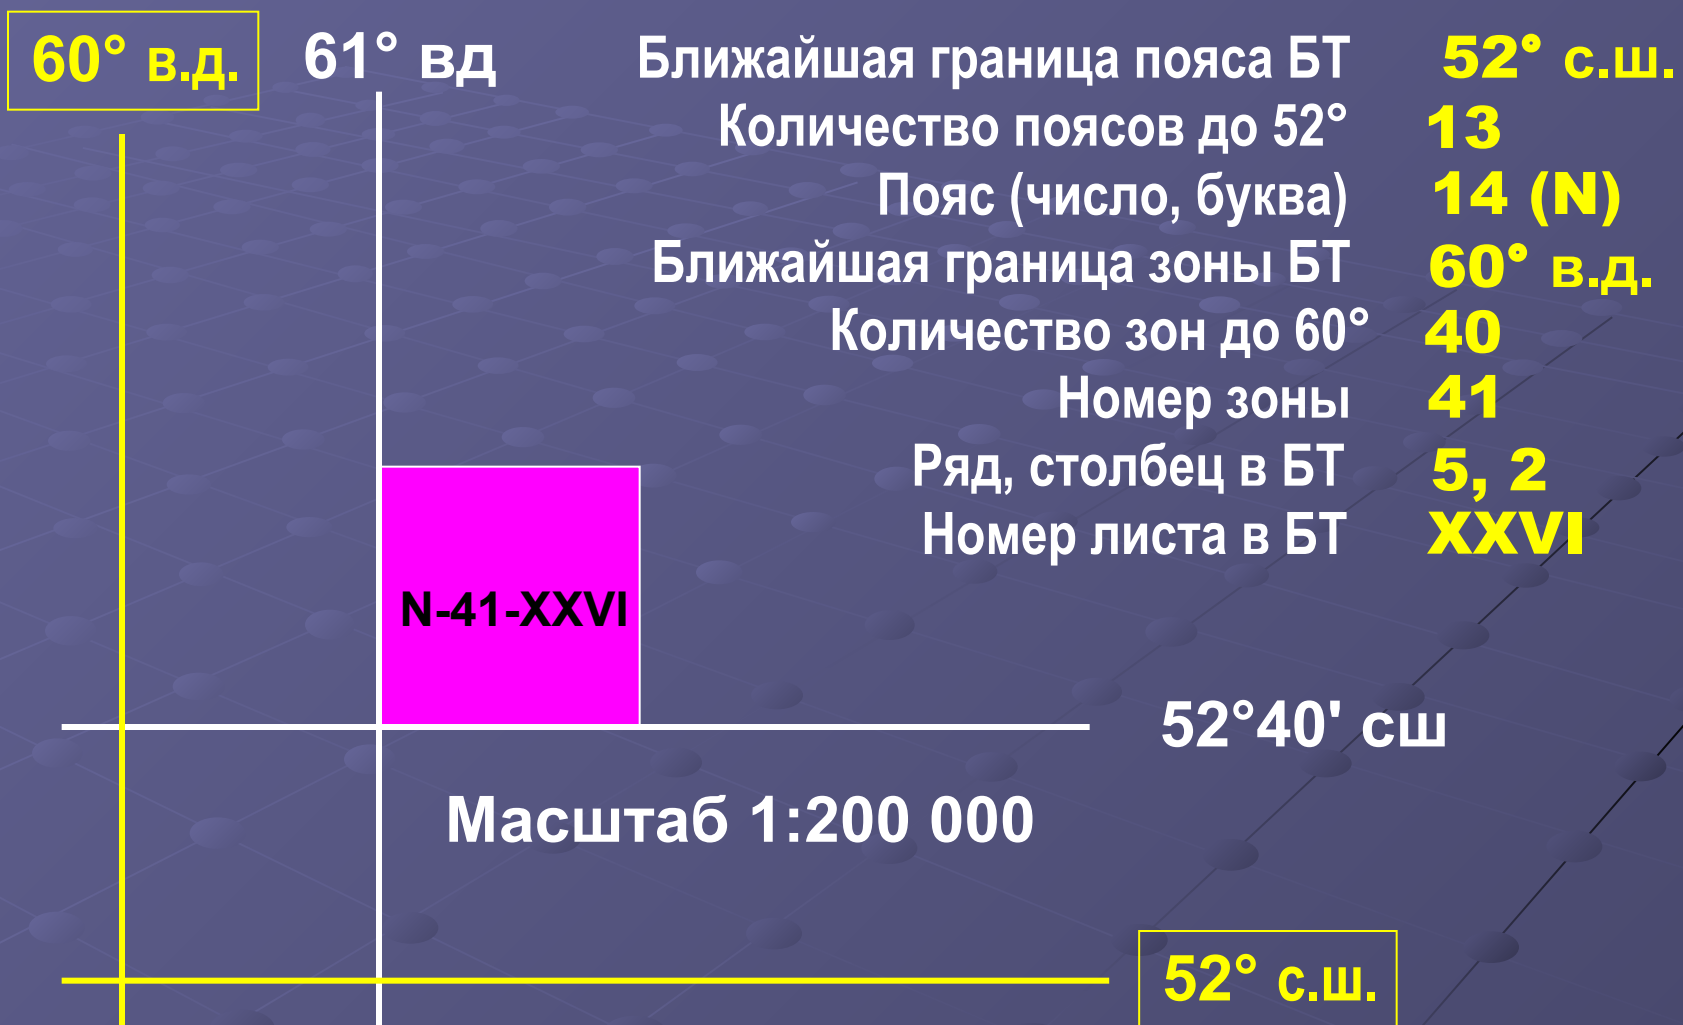 60° в.д.
61° вд
Ближайшая граница пояса БТ 52° с.ш.
Количество поясов до 52° 13
Пояс (число, буква) 14 (N)
Ближайшая граница зоны БТ 60° в.д.
Количество зон до 60° 40
Номер зоны 41
Ряд, столбец в БТ 5, 2
Номер листа в БТ XXVI
N-41-XXVI
52°40' сш
Масштаб 1:200 000
52° с.ш.